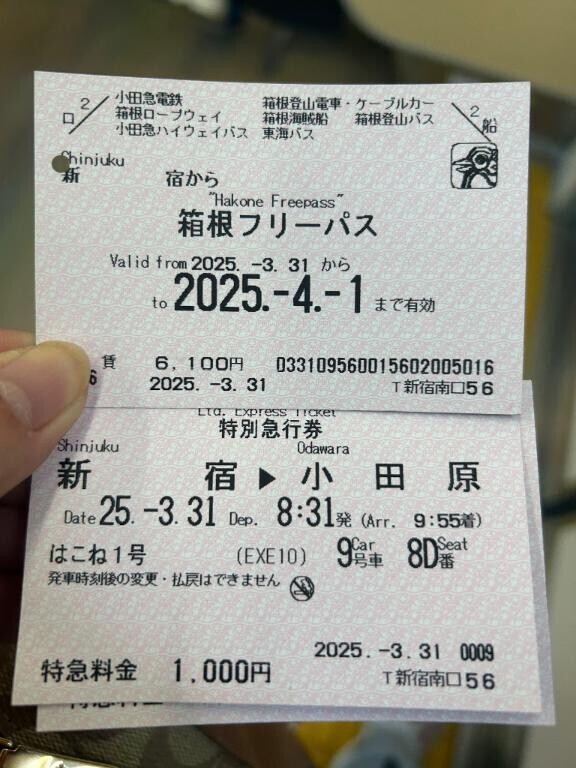 口 2 小田急電鉄 箱根登山電車・ケーブルカー 2 船
箱根ロープウェイ 箱根海賊船 箱根登山バス
小田急ハイウェイバス 東海バス
Shinjuku
新 宿から
"Hakone Freepass"
箱根フリーパス
Valid from 2025.-3.31 から
to 2025.-4.-1 まで有効
賃 6,100円 033109560015602005016
6 2025.-3.31 T新宿南口56
Ltd. Express Ticket
特別急行券
Shinjuku Odawara
新 宿 ▶ 小 田 原
Date 25.-3.31 Dep. 8:31発 (Arr. 9:55着)
はこね1号 (EXE10) 9 Car 号車 8D Seat 番
発車時刻後の変更・払戻はできません
2025.-3.31 0009
特急料金 1,000円 T新宿南口56